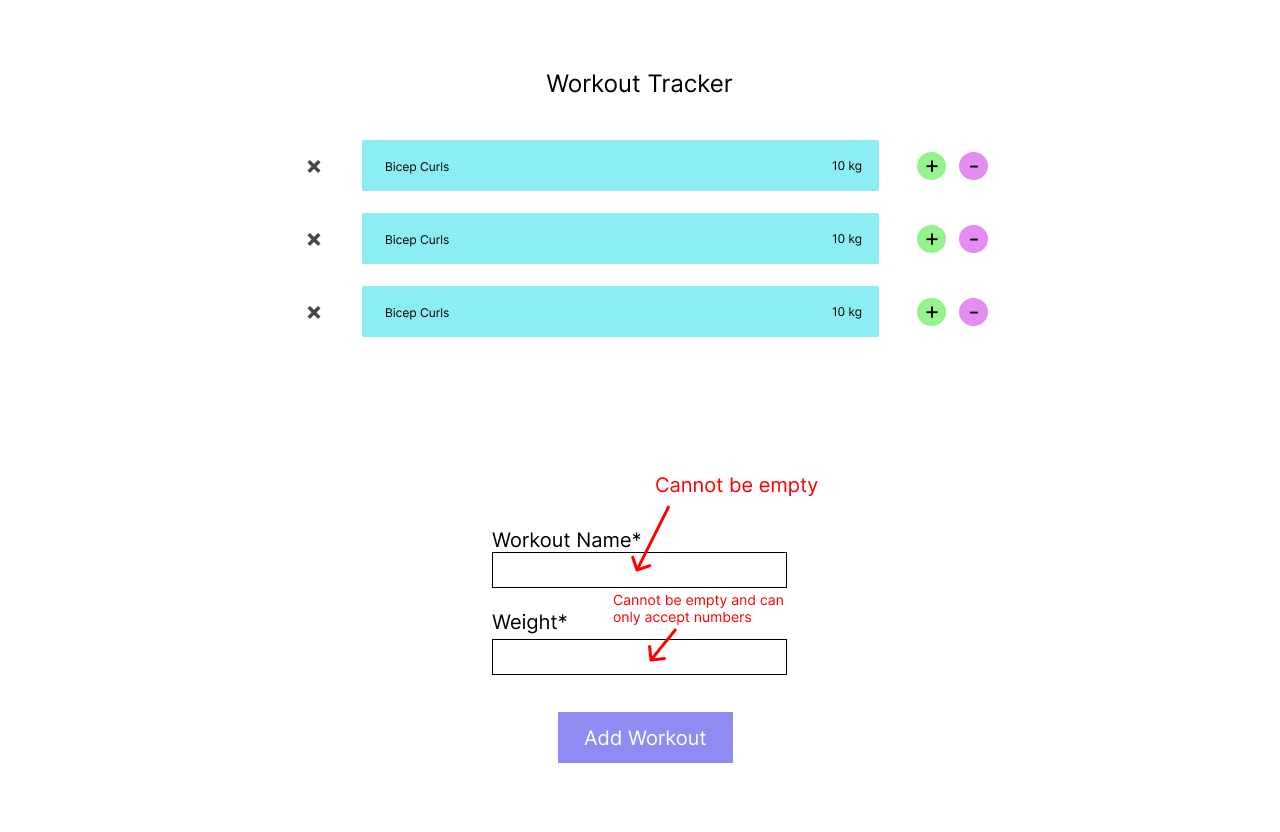 Workout Tracker
× Bicep Curls 10 kg + -
× Bicep Curls 10 kg + -
× Bicep Curls 10 kg + -
Cannot be empty
Workout Name*
Cannot be empty and can
only accept numbers
Weight*
Add Workout